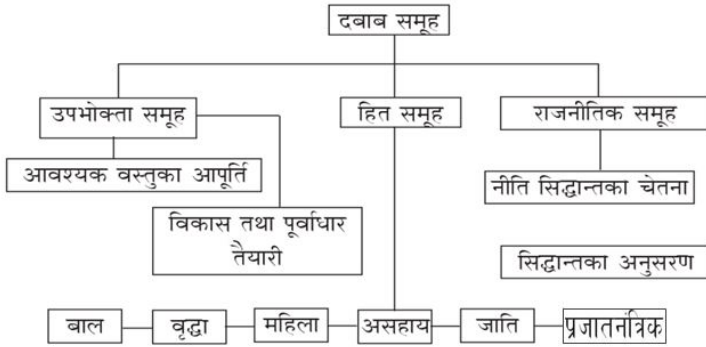 दबाब समूह
उपभोक्ता समूह
हित समूह
राजनीतिक समूह
आवश्यक वस्तुका आपूर्ति
नीति सिद्धान्तका चेतना
विकास तथा पूर्वाधार
तैयारी
सिद्धान्तका अनुसरण
बाल
वृद्धा
महिला
असहाय
जाति
प्रजातनंत्रिक